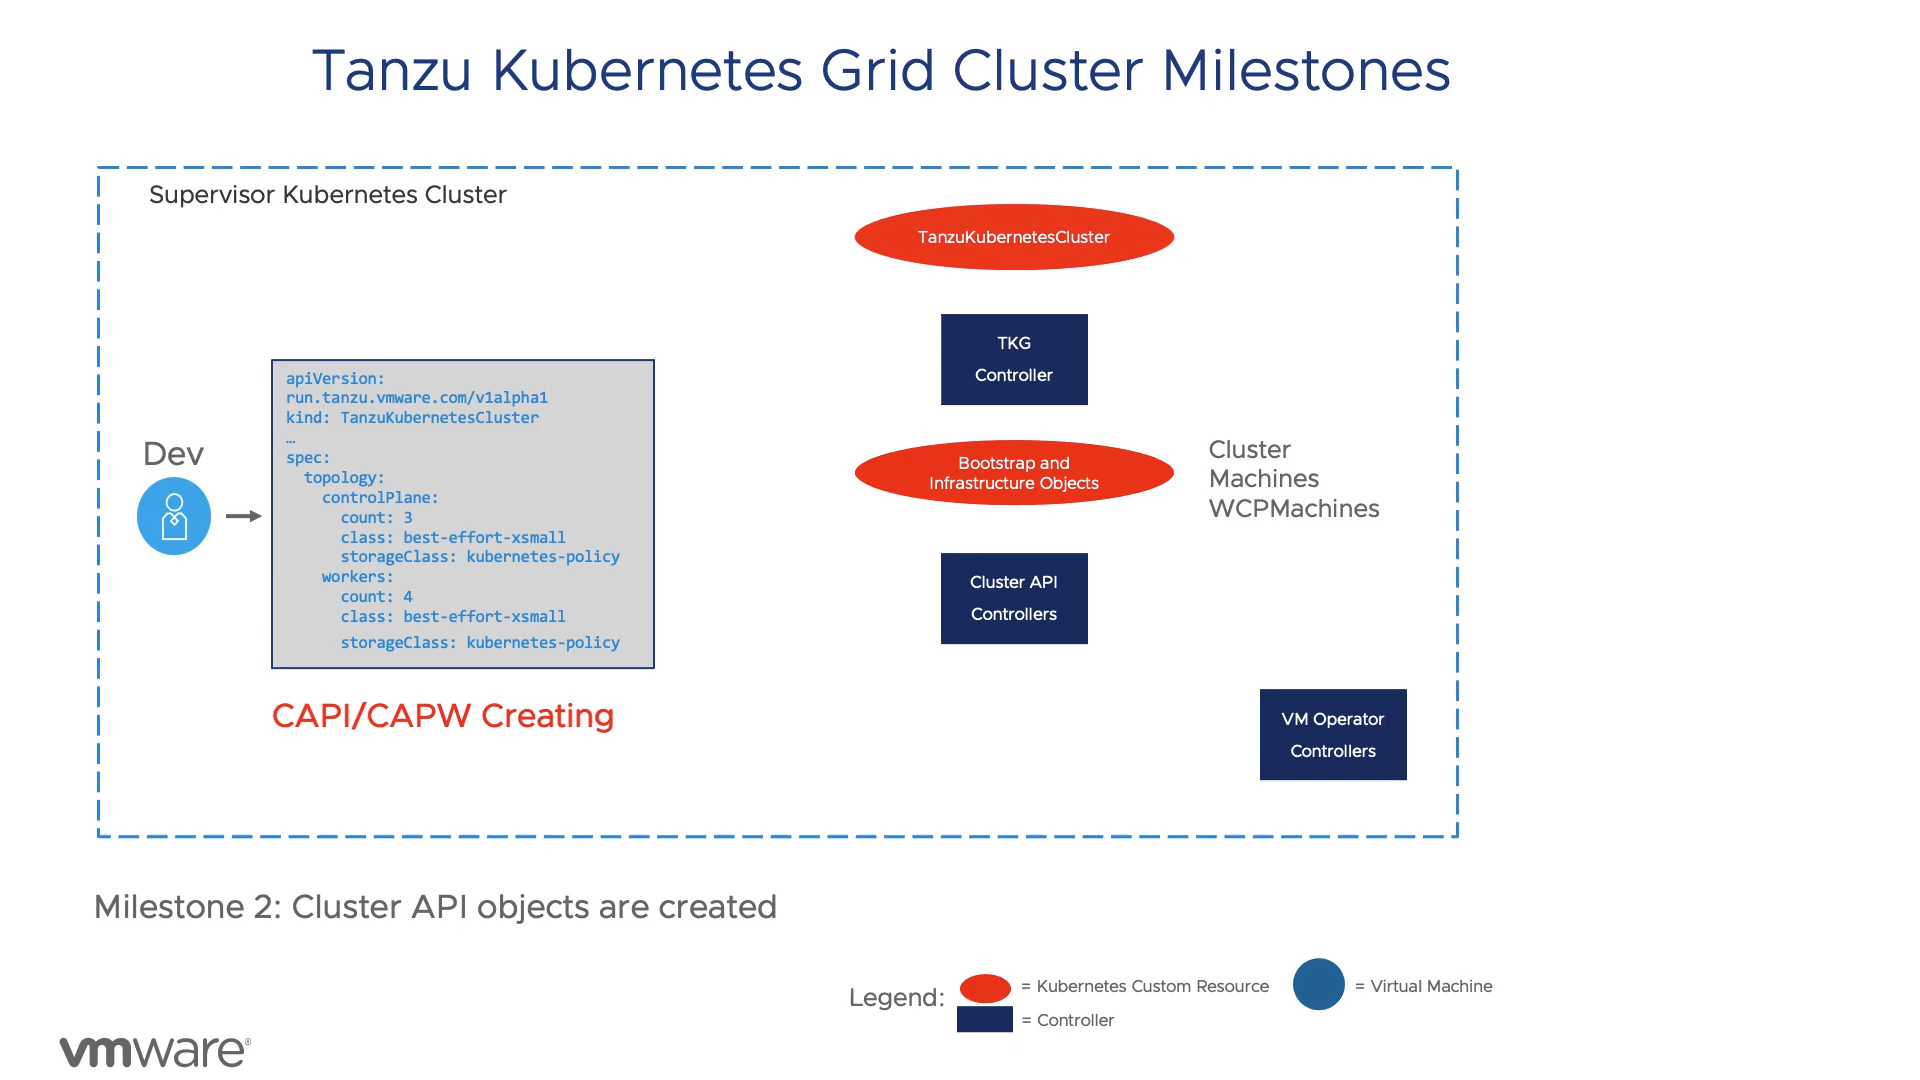 Tanzu Kubernetes Grid Cluster Milestones
Supervisor Kubernetes Cluster
TanzuKubernetesCluster
TKG
Controller
Dev
apiVersion:
run.tanzu.vmware.com/v1alpha1
kind: TanzuKubernetesCluster
…
spec:
topology:
controlPlane:
count: 3
class: best-effort-xsmall
storageClass: kubernetes-policy
workers:
count: 4
class: best-effort-xsmall
storageClass: kubernetes-policy
Bootstrap and
Infrastructure Objects
Cluster
Machines
WCPMachines
Cluster API
Controllers
CAPI/CAPW Creating
VM Operator
Controllers
Milestone 2: Cluster API objects are created
Legend:
= Kubernetes Custom Resource
= Virtual Machine
= Controller
vmware®